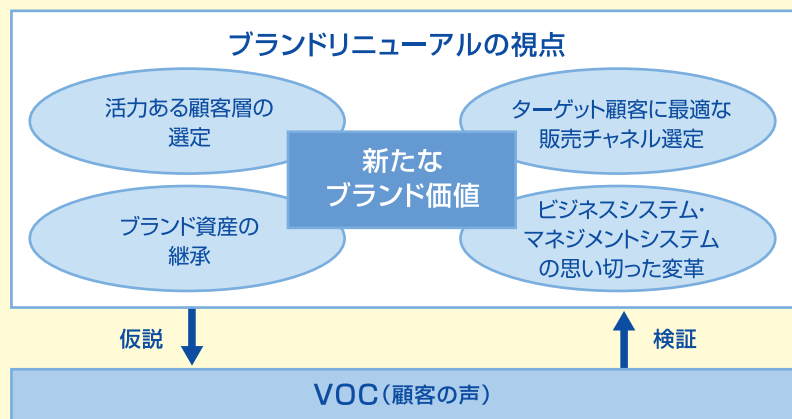 ブランドリニューアルの視点
活力ある顧客層の
選定
ターゲット顧客に最適な
販売チャネル選定
新たな
ブランド価値
ブランド資産の
継承
ビジネスシステム・
マネジメントシステム
の思い切った変革
仮説
検証
VOC(顧客の声)